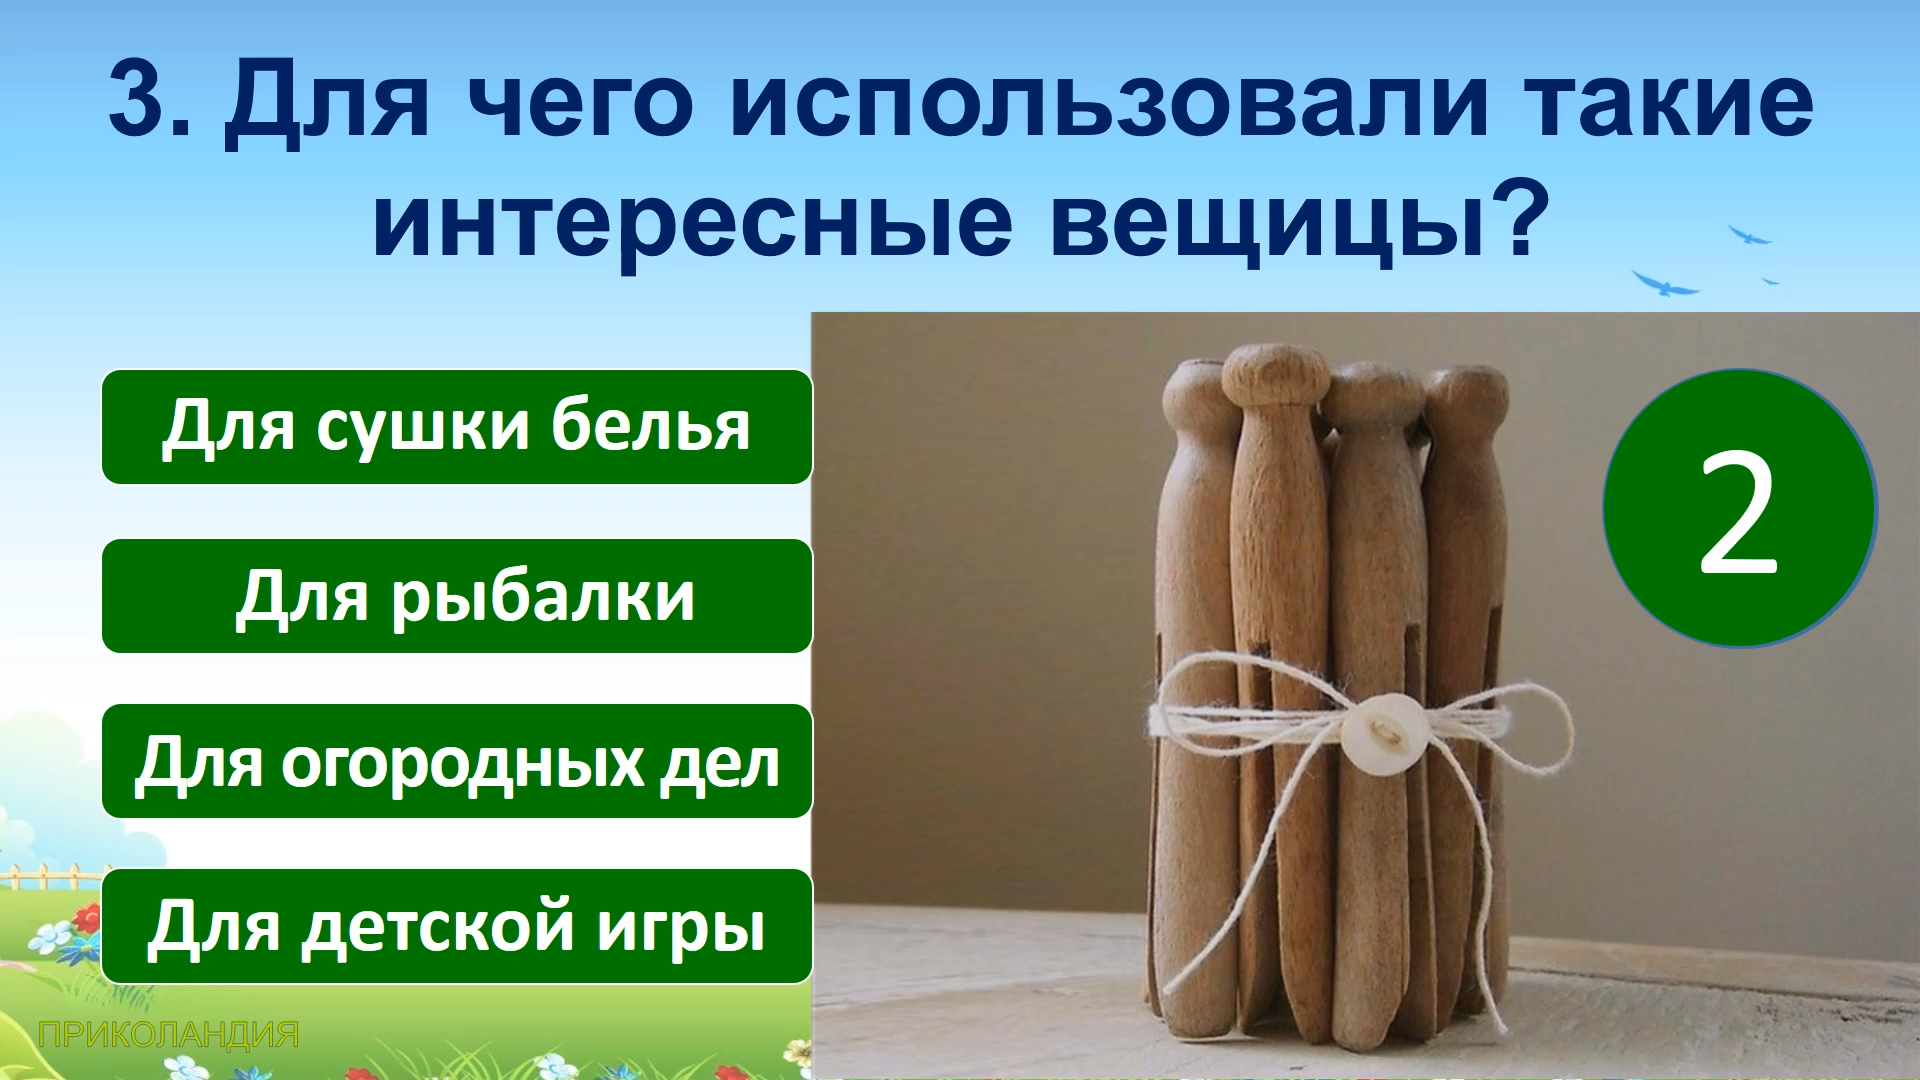 3. Для чего использовали такие
интересные вещицы?
Для сушки белья
Для рыбалки
Для огородных дел
Для детской игры
2
ПРИКОЛАНДИЯ